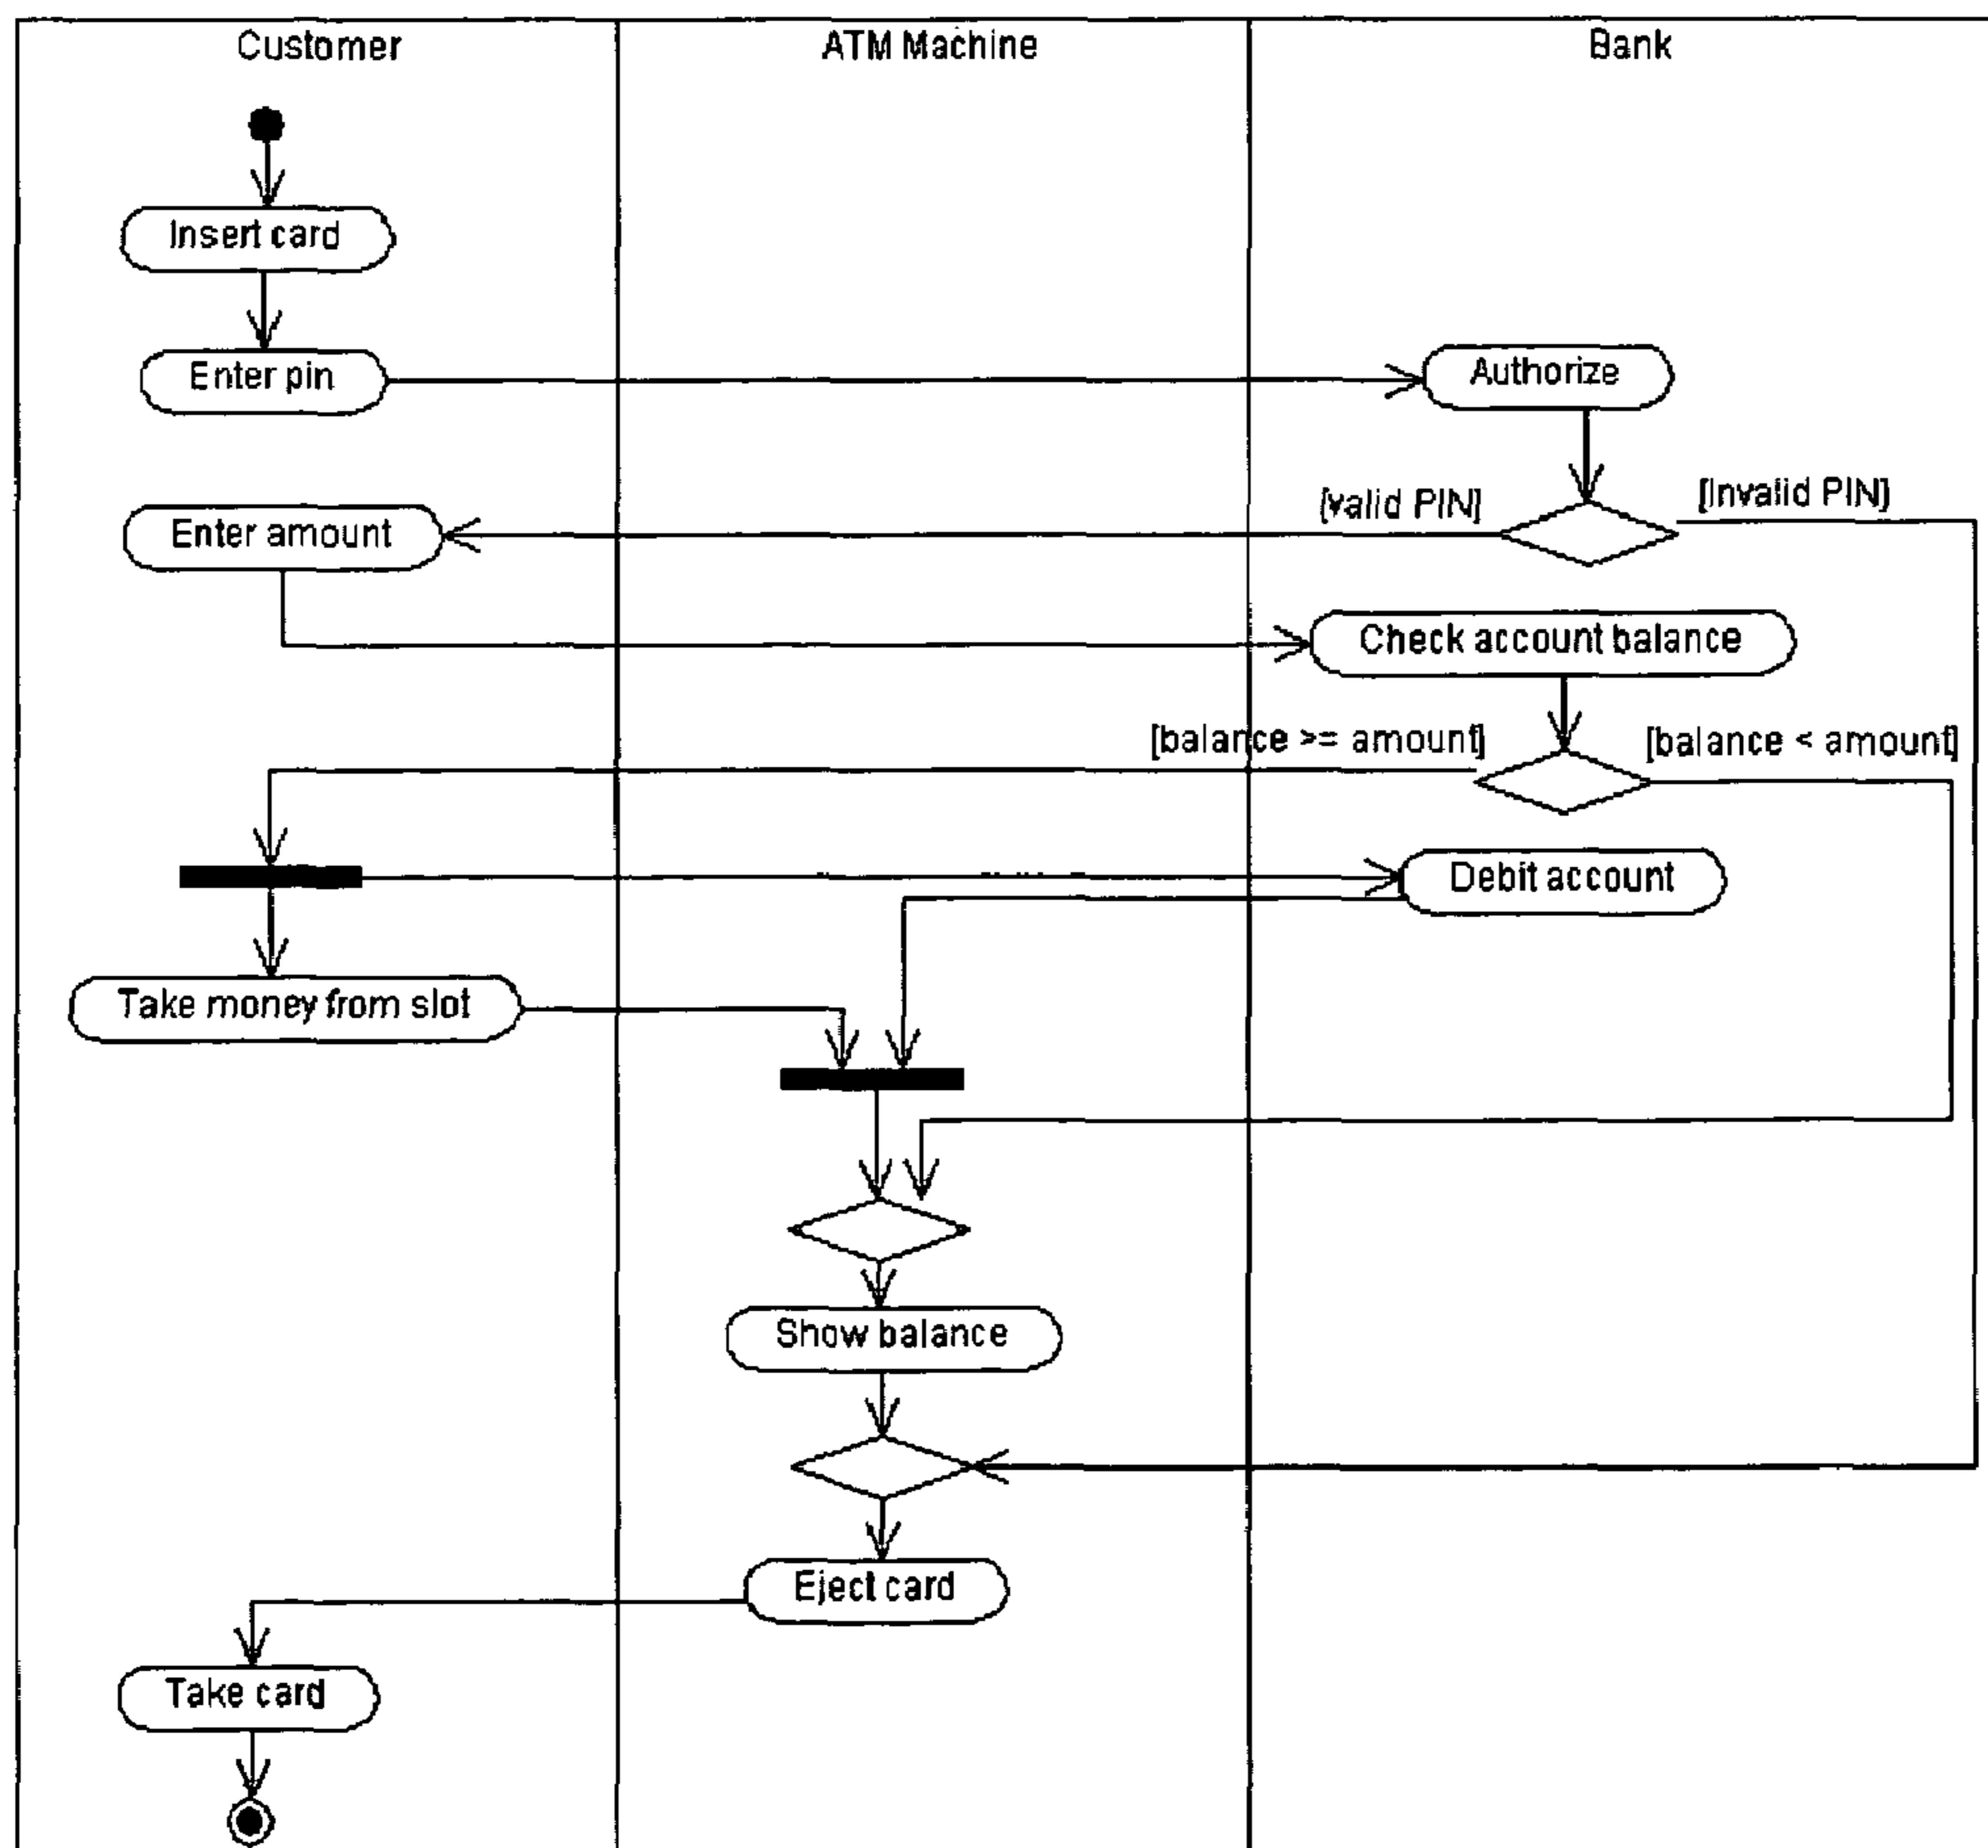 Customer
ATM Machine
Bank
Insert card
Enter pin
Authorize
[valid PIN]
[Invalid PIN]
Enter amount
Check account balance
[balance >= amount]
[balance < amount]
Debit account
Take money from slot
Show balance
Eject card
Take card